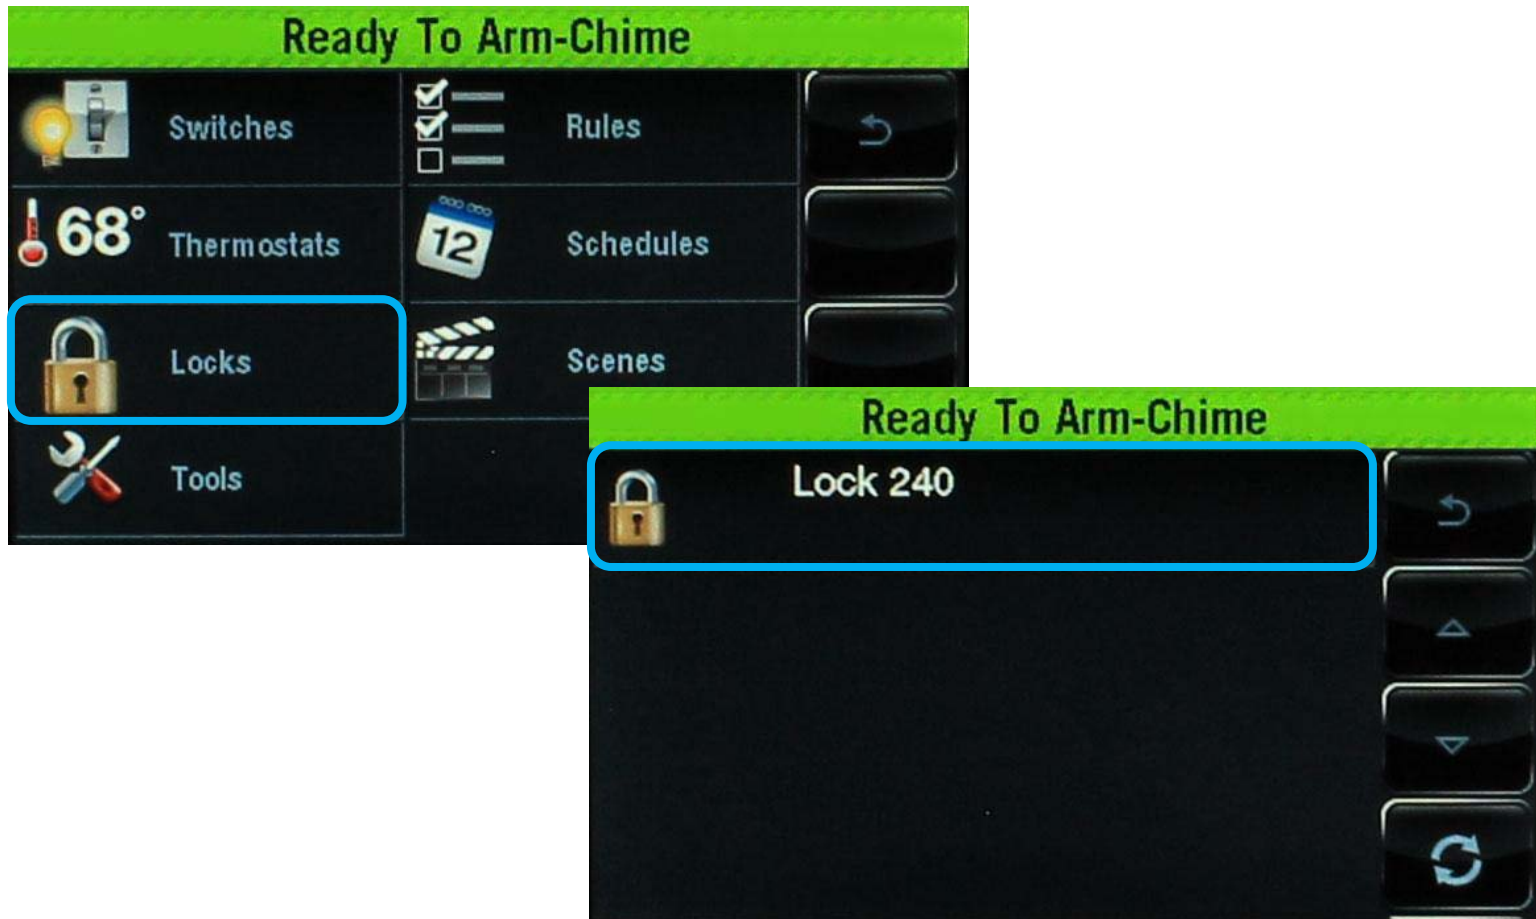 Ready To Arm-Chime
Switches
Rules
68°
Thermostats
12
Schedules
Locks
Scenes
Tools
Ready To Arm-Chime
Lock 240